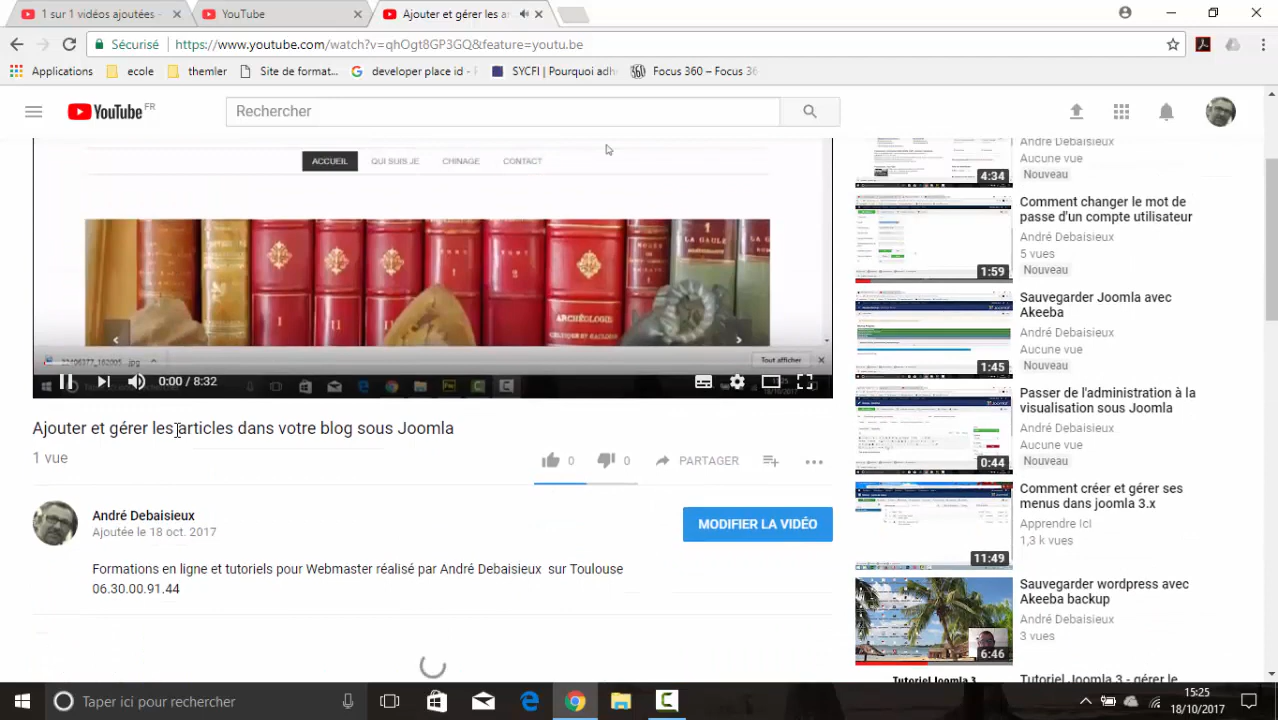 1 sur 1 vidéos ajoutées -
YouTube
Ajouter et gérer les ar
Sécurisé
https://www.youtube.com/watch?v=qhOgt8GP3GQ&feature=youtu.be
Applications
ecole
themler
Site de format...
developer place id - F
SYCFI | Pourquoi adh
Focus 360 – Focus 36
YouTube FR
Rechercher
ACCUEIL
QUI SUIS JE
CONTACT
ARCHÉOLOGIE
LA GAULE
.jpg
Tout afficher
/ 8:32
18/10/2017
Ajouter et gérer les articles de votre blog sous Joomla
1 vues
0
0
PARTAGER
André Debaisieux
Ajoutée le 18 oct. 2017
MODIFIER LA VIDÉO
Formations en ligne et tutoriels de Webmaster réalisé par André Debaisieux sur Toulouse
06.30.00.91.44
4:34
André Debaisieux
Aucune vue
Nouveau
1:59
Comment changer le mot de
passe d'un compte utilisateur
André Debaisieux
5 vues
Nouveau
1:45
Sauvegarder Joomla avec
Akeeba
André Debaisieux
Aucune vue
Nouveau
0:44
Passer de l'administration à la
visualisation sous Joomla
André Debaisieux
Aucune vue
Nouveau
11:49
Comment créer et gérer ses
menus dans joomla 3.x
Apprendre Ici
1,3 k vues
6:46
Sauvegarder wordpress avec
Akeeba backup
André Debaisieux
3 vues
Tutoriel Joomla 3
Tutoriel Joomla 3 - gérer le
Taper ici pour rechercher
15:25
18/10/2017